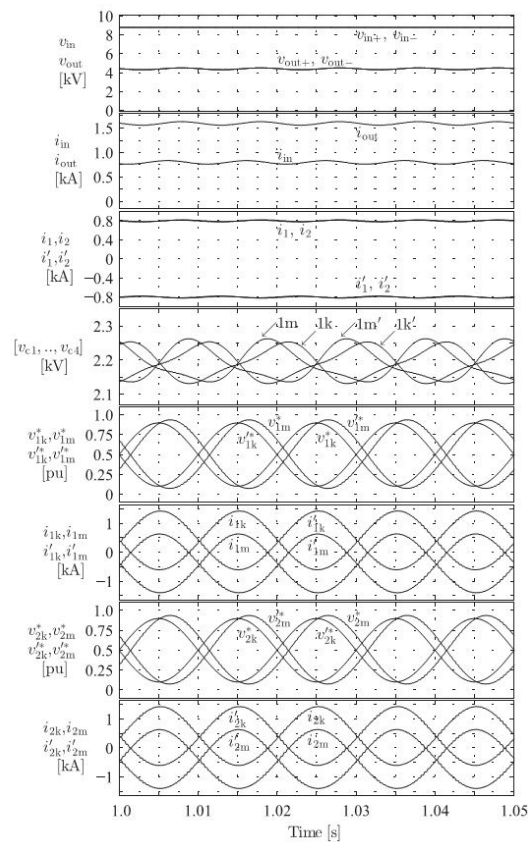 10
v_in
v_out
[kV]
8
6
4
2
0
v_in+, v_in−
v_out+, v_out−
i_in
i_out
[kA]
1.5
1.0
0.5
0
i_out
i_in
i_1,i_2
i'_1,i'_2
[kA]
0.8
0.4
0
−0.4
−0.8
i_1, i_2
i'_1, i'_2
[v_c1, .., v_c4]
[kV]
2.3
2.2
2.1
1m 1k 1m′ 1k′
v*_1k,v*_1m
v'*_1k,v'*_1m
[pu]
1.0
0.75
0.5
0.25
0
v*_1m v'*_1m
v'*_1k v*_1k
i_1k,i_1m
i'_1k,i'_1m
[kA]
1
0
−1
i_1k i'_1k
i_1m i'_1m
v*_2k,v*_2m
v'*_2k,v'*_2m
[pu]
1.0
0.75
0.5
0.25
0
v'*_2m v*_2m
v*_2k v'*_2k
i_2k,i_2m
i'_2k,i'_2m
[kA]
1
0
−1
i'_2k i_2k
i'_2m i_2m
1.0 1.01 1.02 1.03 1.04 1.05
Time [s]